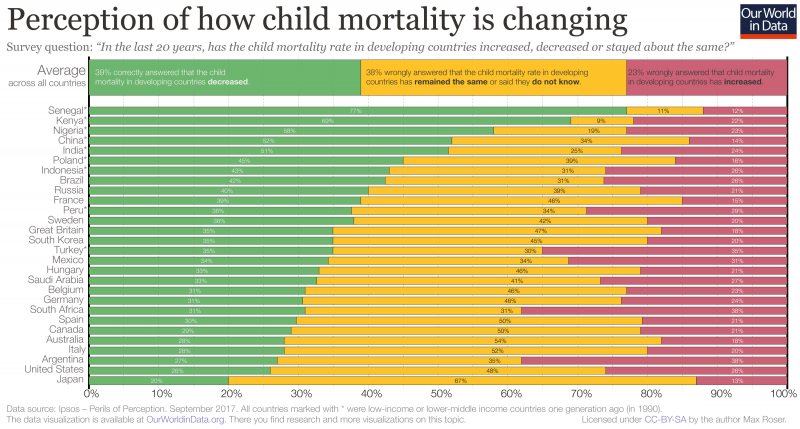 Perception of how child mortality is changing
Our World
in Data
Survey question: “In the last 20 years, has the child mortality rate in developing countries increased, decreased or stayed about the same?”
Average
across all countries
39% correctly answered that the child
mortality in developing countries decreased.
38% wrongly answered that the child mortality rate in developing
countries has remained the same or said they do not know.
23% wrongly answered that child mortality
in developing countries has increased.
Senegal* 77% 11% 12%
Kenya* 69% 9% 22%
Nigeria* 58% 19% 23%
China* 52% 34% 14%
India* 51% 25% 24%
Poland* 45% 39% 16%
Indonesia* 43% 31% 26%
Brazil 42% 31% 26%
Russia 40% 39% 21%
France 39% 46% 15%
Peru* 38% 34% 29%
Sweden 38% 42% 20%
Great Britain 35% 47% 18%
South Korea 35% 45% 20%
Turkey* 35% 30% 35%
Mexico 34% 34% 31%
Hungary 33% 46% 21%
Saudi Arabia 33% 41% 27%
Belgium 31% 46% 23%
Germany 31% 46% 24%
South Africa 31% 31% 38%
Spain 30% 50% 21%
Canada 29% 50% 21%
Australia 28% 54% 18%
Italy 28% 52% 20%
Argentina 27% 35% 38%
United States 26% 48% 26%
Japan 20% 67% 13%
0% 10% 20% 30% 40% 50% 60% 70% 80% 90% 100%
Data source: Ipsos – Perils of Perception. September 2017. All countries marked with * were low-income or lower-middle income countries one generation ago (in 1990).
The data visualization is available at OurWorldinData.org. There you find research and more visualizations on this topic.
Licensed under CC-BY-SA by the author Max Roser.